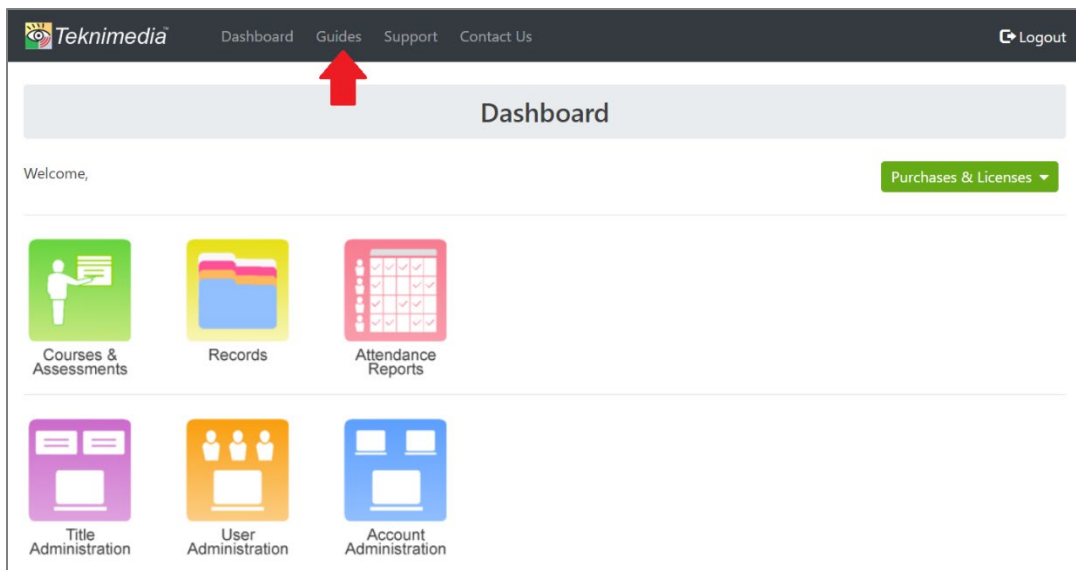 Teknimedia™ Dashboard Guides Support Contact Us Logout
Dashboard
Welcome, Purchases & Licenses
Courses &
Assessments
Records
Attendance
Reports
Title
Administration
User
Administration
Account
Administration